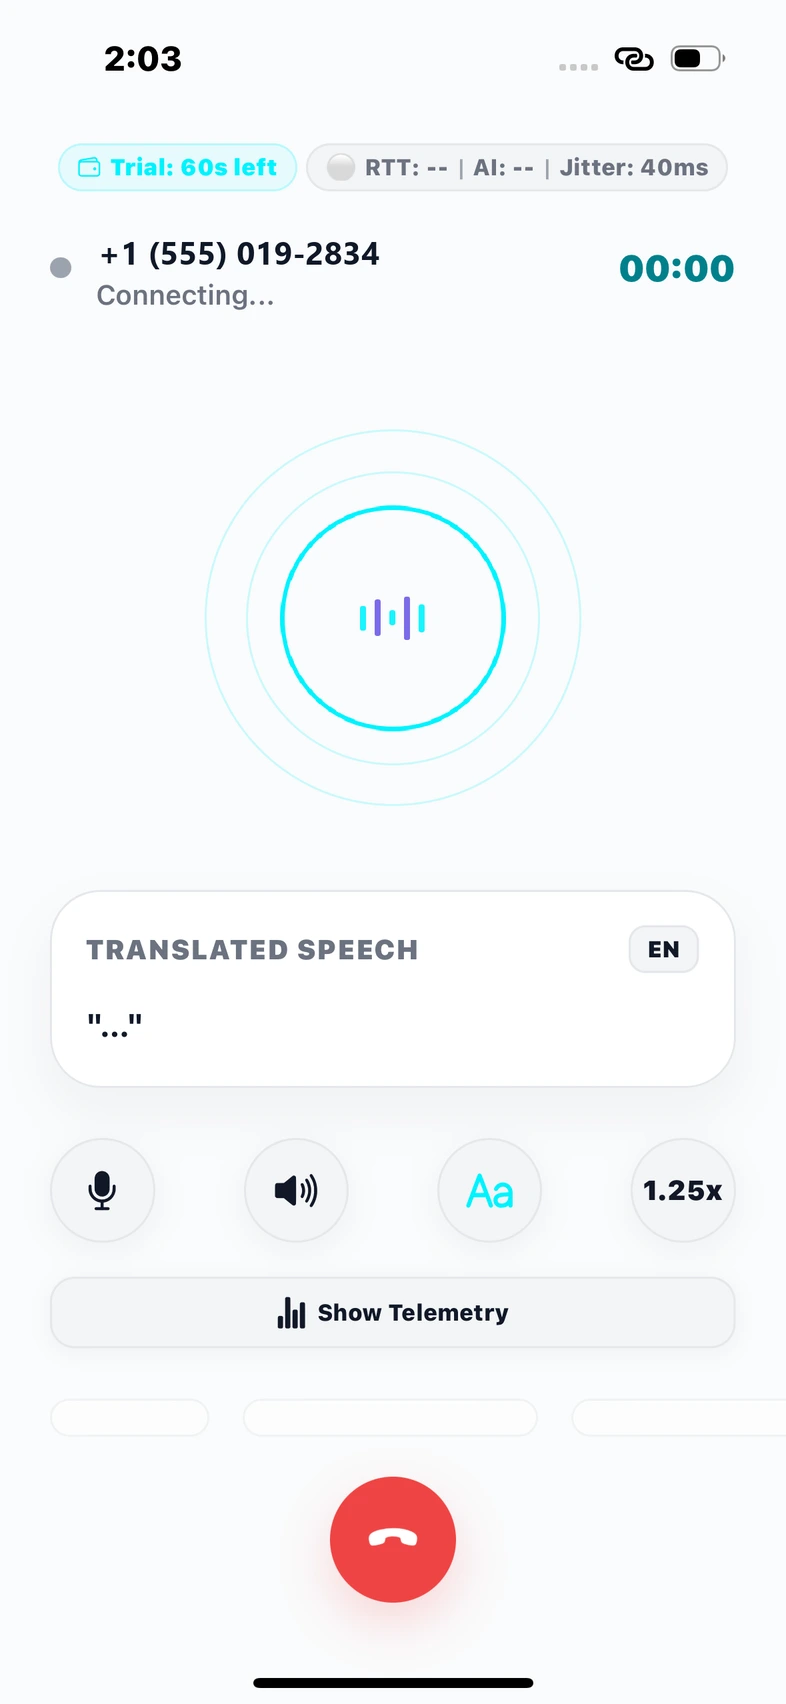 2:03
Trial: 60s left
RTT: -- | AI: -- | Jitter: 40ms
+1 (555) 019-2834
Connecting...
00:00
TRANSLATED SPEECH
EN
"..."
Aa
1.25x
Show Telemetry